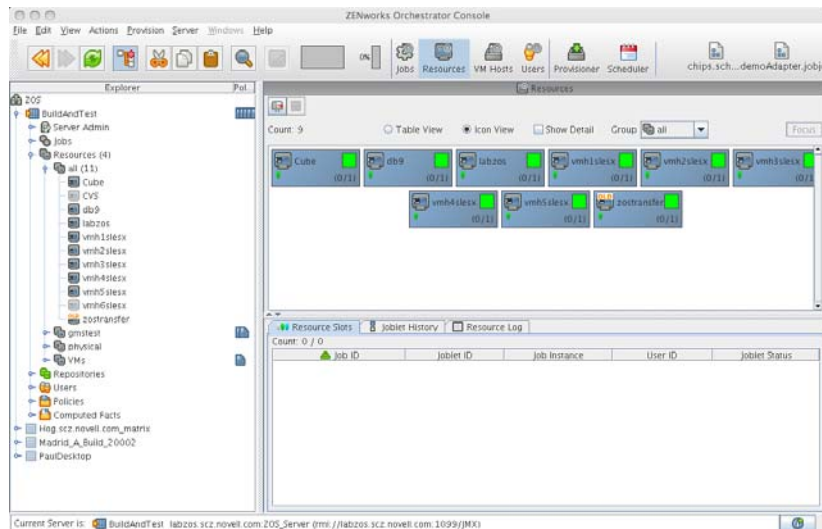 ZENworks Orchestrator Console
File Edit View Actions Provision Server Windows Help
0%
Jobs Resources VM Hosts Users Provisioner Scheduler
chips.sch...demoAdapter.jobj
Explorer Pol...
ZOS
BuildAndTest
Server Admin
Jobs
Resources (4)
all (11)
Cube
CVS
db9
labzos
vmh1slesx
vmh2slesx
vmh3slesx
vmh4slesx
vmh5slesx
vmh6slesx
zostransfer
gmstest
physical
VMs
Repositories
Users
Policies
Computed Facts
Hog.scz.novell.com_matrix
Madrid_A_Build_20002
PaulDesktop
Resources
Count: 9 Table View Icon View Show Detail Group all Focus
Cube (0/1)
db9 (0/1)
labzos (0/1)
vmh1slesx (0/1)
vmh2slesx (0/1)
vmh3slesx (0/1
vmh4slesx (0/1)
vmh5slesx (0/1)
zostransfer (0/1)
Resource Slots Joblet History Resource Log
Count: 0 / 0
Job ID Joblet ID Job Instance User ID Joblet Status
Current Server is: BuildAndTest labzos.scz.novell.com:ZOS_Server (rmi://labzos.scz.novell.com:1099/JMX)